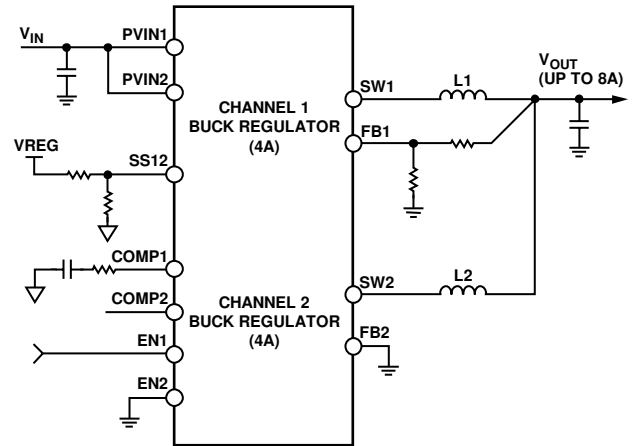 VIN
PVIN1
PVIN2
VREG
SS12
COMP1
COMP2
EN1
EN2
CHANNEL 1
BUCK REGULATOR
(4A)
CHANNEL 2
BUCK REGULATOR
(4A)
SW1
L1
VOUT
(UP TO 8A)
FB1
SW2
L2
FB2